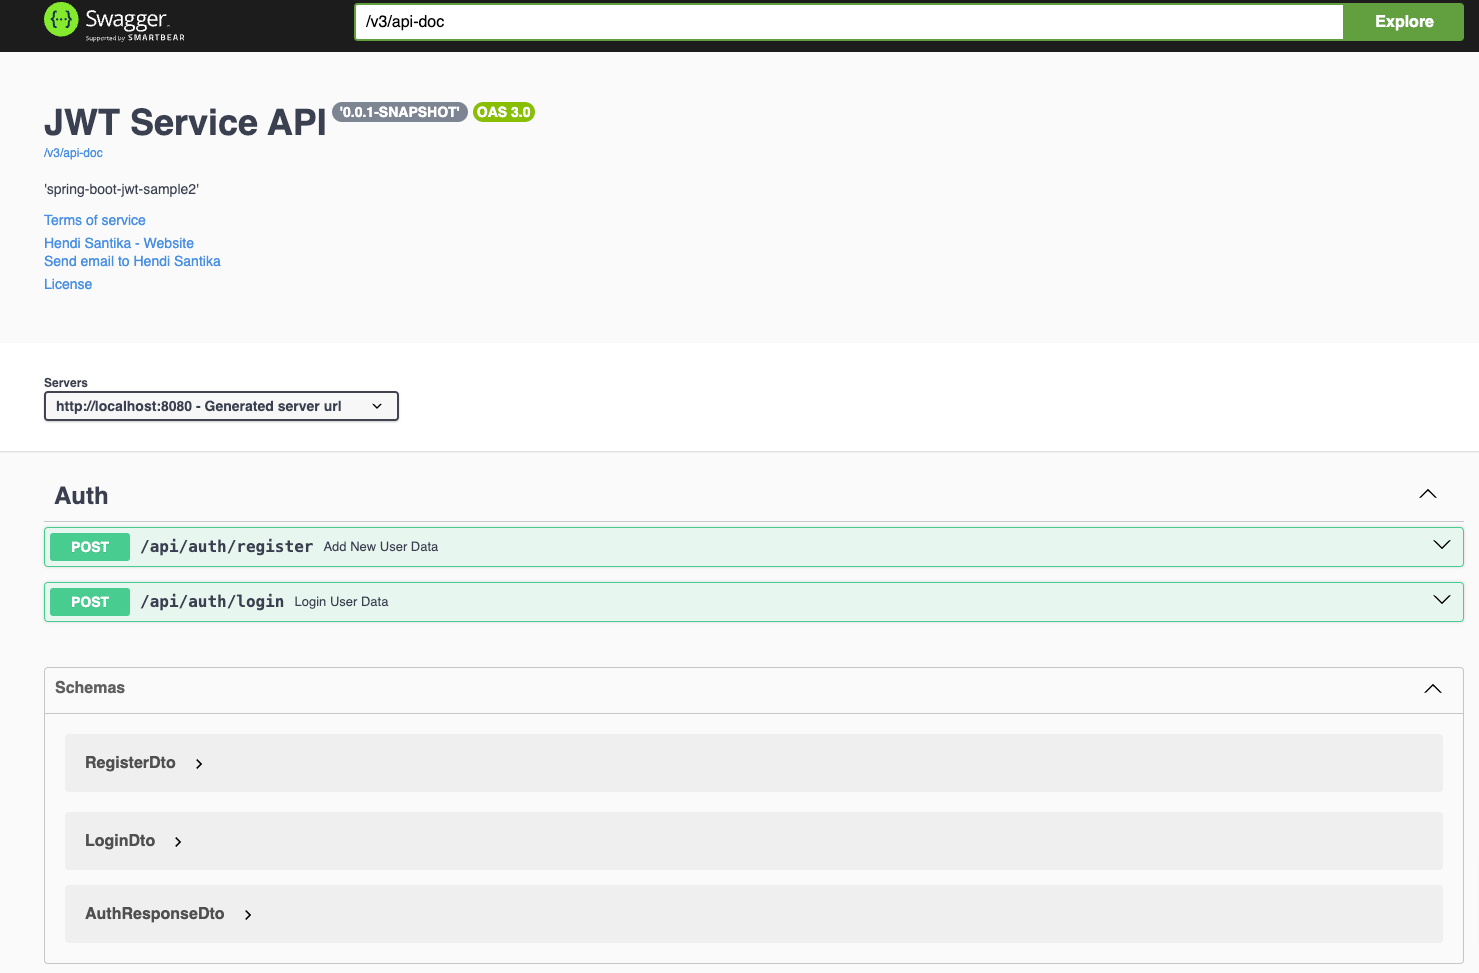 Swagger.
Supported by SMARTBEAR
/v3/api-doc
Explore
JWT Service API '0.0.1-SNAPSHOT' OAS 3.0
/v3/api-doc
'spring-boot-jwt-sample2'
Terms of service
Hendi Santika - Website
Send email to Hendi Santika
License
Servers
http://localhost:8080 - Generated server url
Auth
POST /api/auth/register Add New User Data
POST /api/auth/login Login User Data
Schemas
RegisterDto
LoginDto
AuthResponseDto